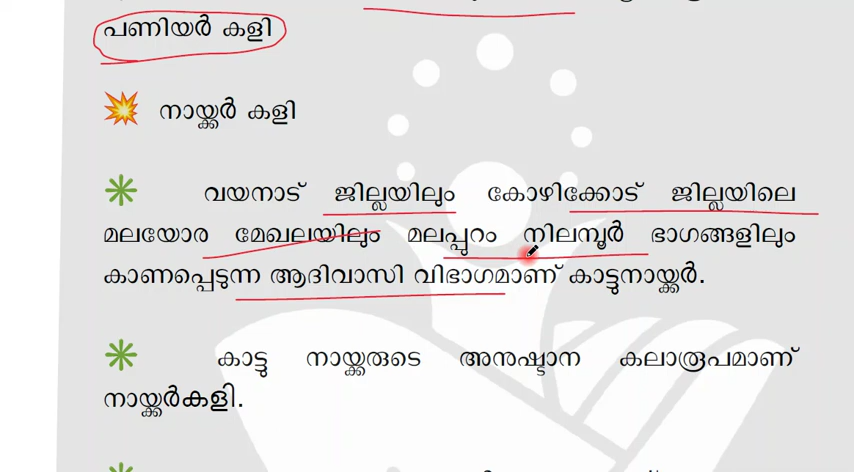 പണിയർ കളി
നായ്ക്കർ കളി
വയനാട് ജില്ലയിലും കോഴിക്കോട് ജില്ലയിലെ
മലയോര മേഖലയിലും മലപ്പുറം നിലമ്പൂർ ഭാഗങ്ങളിലും
കാണപ്പെടുന്ന ആദിവാസി വിഭാഗമാണ് കാട്ടുനായ്ക്കർ.
കാട്ടു നായ്ക്കരുടെ അനുഷ്ടാന കലാരൂപമാണ്
നായ്ക്കർകളി.